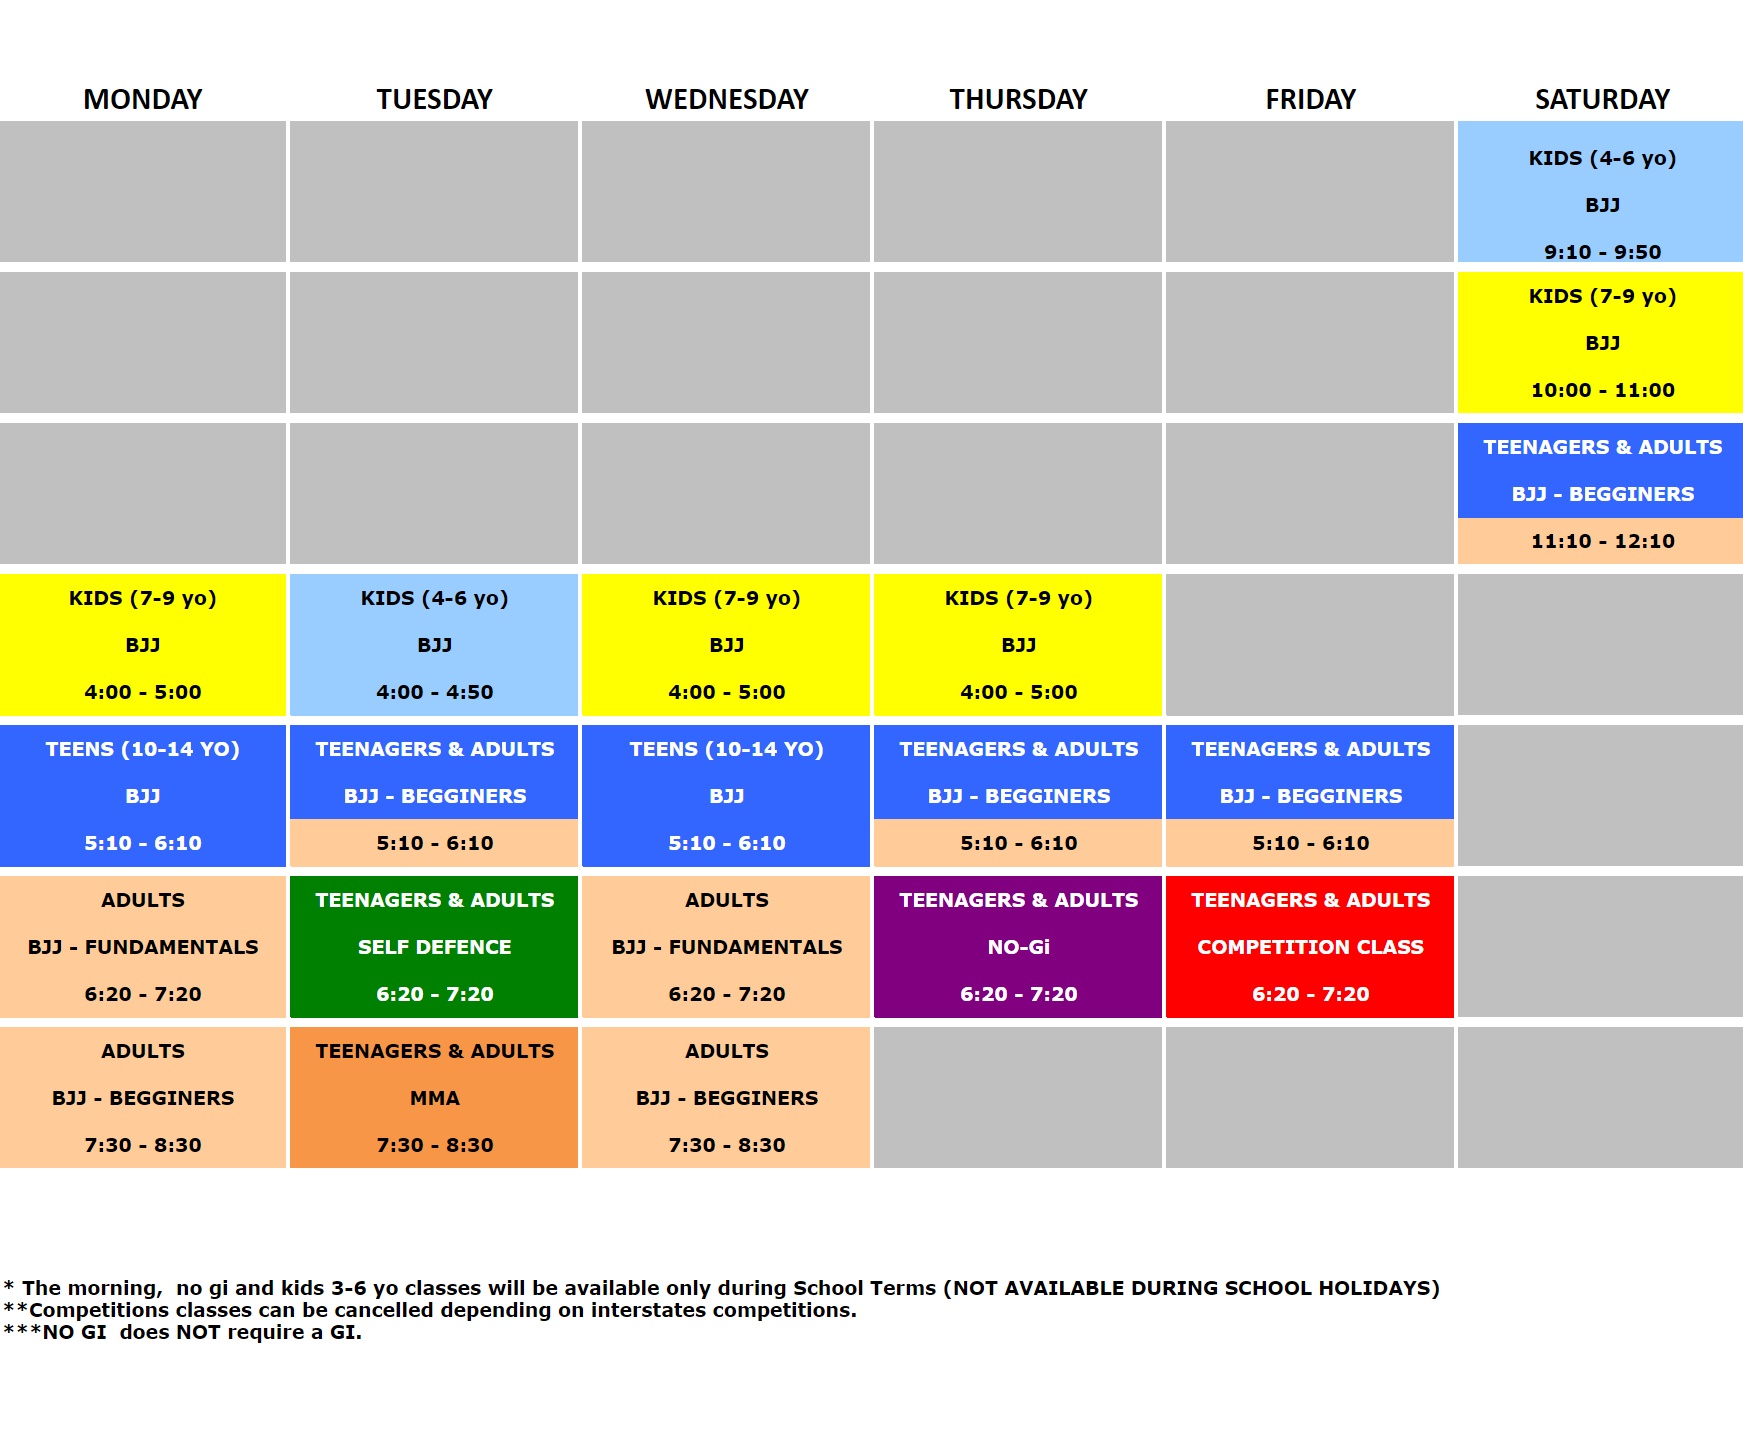 MONDAY TUESDAY WEDNESDAY THURSDAY FRIDAY SATURDAY
KIDS (4-6 yo)
BJJ
9:10 - 9:50
KIDS (7-9 yo)
BJJ
10:00 - 11:00
TEENAGERS & ADULTS
BJJ - BEGGINERS
11:10 - 12:10
KIDS (7-9 yo) KIDS (4-6 yo) KIDS (7-9 yo) KIDS (7-9 yo)
BJJ BJJ BJJ BJJ
4:00 - 5:00 4:00 - 4:50 4:00 - 5:00 4:00 - 5:00
TEENS (10-14 YO) TEENAGERS & ADULTS TEENS (10-14 YO) TEENAGERS & ADULTS TEENAGERS & ADULTS
BJJ BJJ - BEGGINERS BJJ BJJ - BEGGINERS BJJ - BEGGINERS
5:10 - 6:10 5:10 - 6:10 5:10 - 6:10 5:10 - 6:10 5:10 - 6:10
ADULTS TEENAGERS & ADULTS ADULTS TEENAGERS & ADULTS TEENAGERS & ADULTS
BJJ - FUNDAMENTALS SELF DEFENCE BJJ - FUNDAMENTALS NO-Gi COMPETITION CLASS
6:20 - 7:20 6:20 - 7:20 6:20 - 7:20 6:20 - 7:20 6:20 - 7:20
ADULTS TEENAGERS & ADULTS ADULTS
BJJ - BEGGINERS MMA BJJ - BEGGINERS
7:30 - 8:30 7:30 - 8:30 7:30 - 8:30
* The morning,  no gi and kids 3-6 yo classes will be available only during School Terms (NOT AVAILABLE DURING SCHOOL HOLIDAYS)
**Competitions classes can be cancelled depending on interstates competitions.
***NO GI  does NOT require a GI.